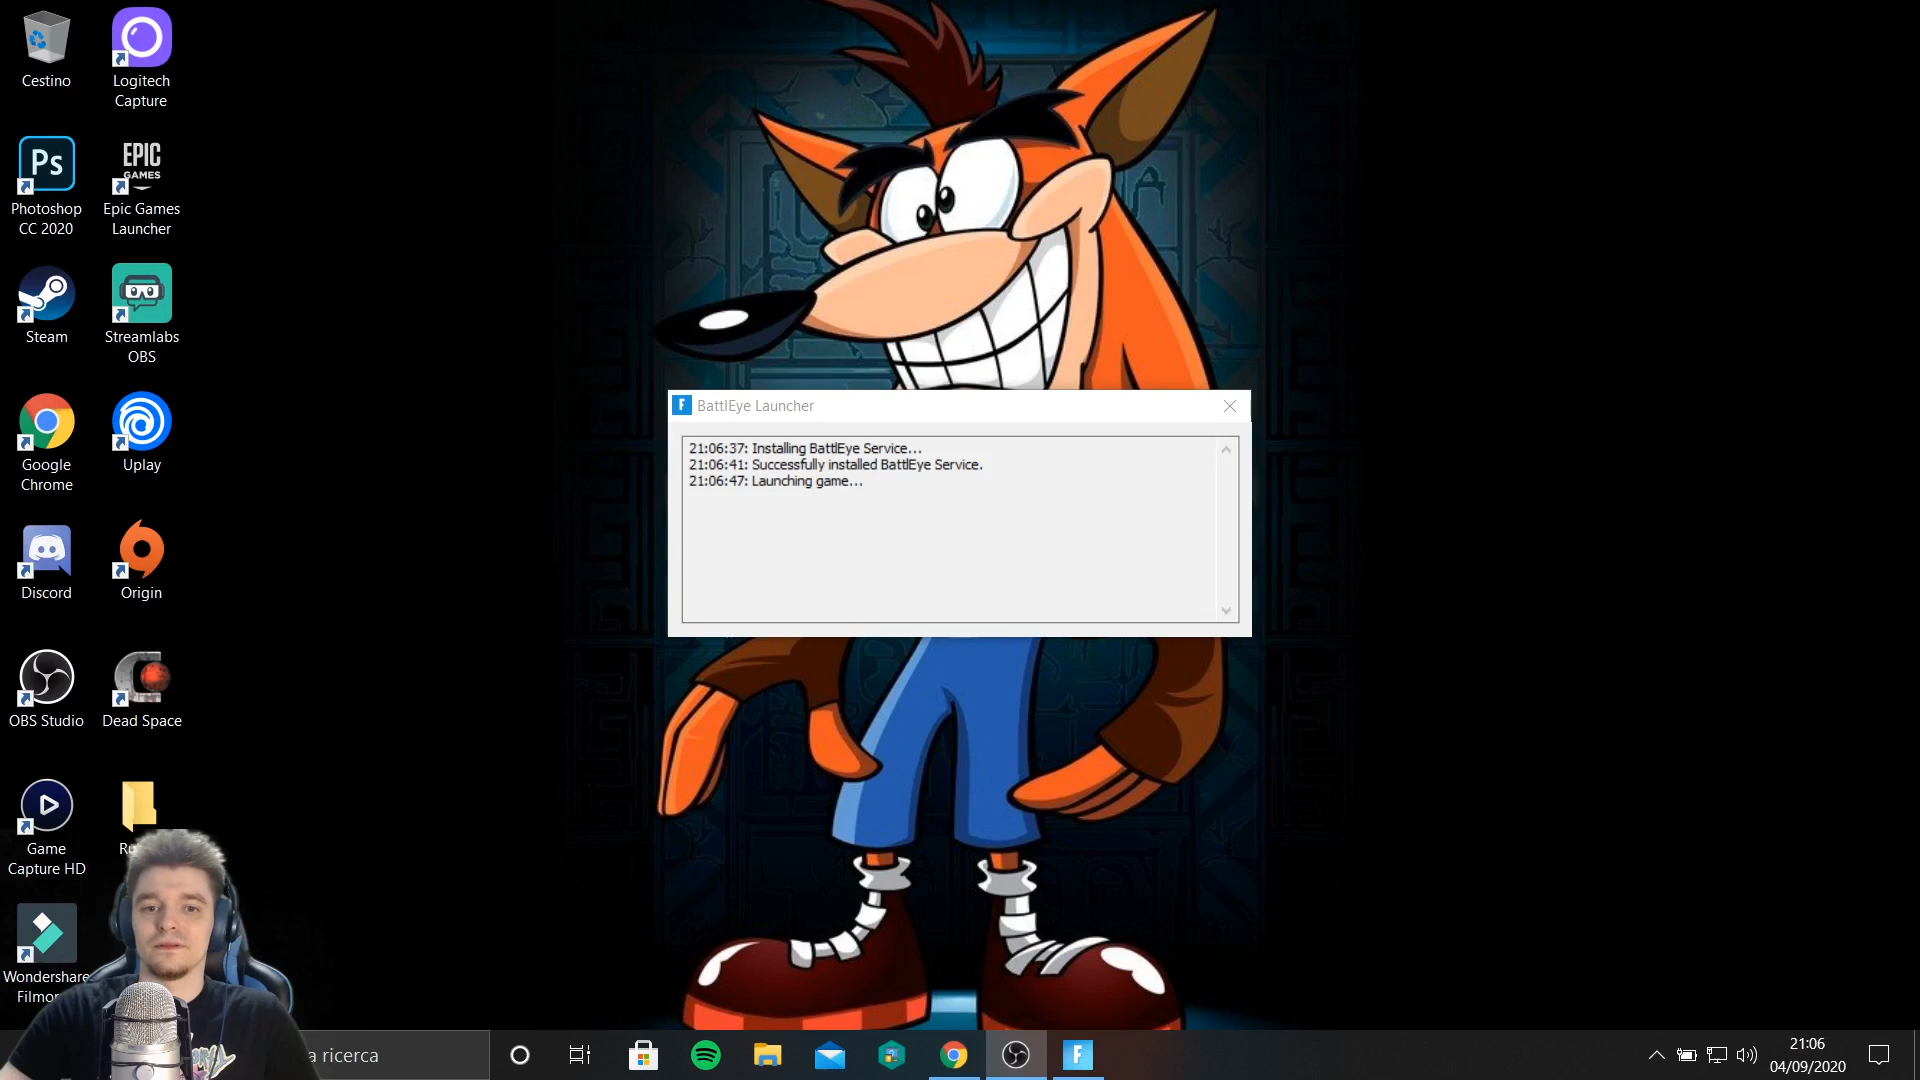 Cestino
Logitech
Capture
Ps
Photoshop
CC 2020
EPIC
GAMES
Epic Games
Launcher
Steam
Streamlabs
OBS
Google
Chrome
Uplay
Discord
Origin
OBS Studio
Dead Space
Game
Capture HD
Wondershare
F
BattlEye Launcher
21:06:37: Installing BattlEye Service...
21:06:41: Successfully installed BattlEye Service.
21:06:47: Launching game...
a ricerca
F
21:06
04/09/2020